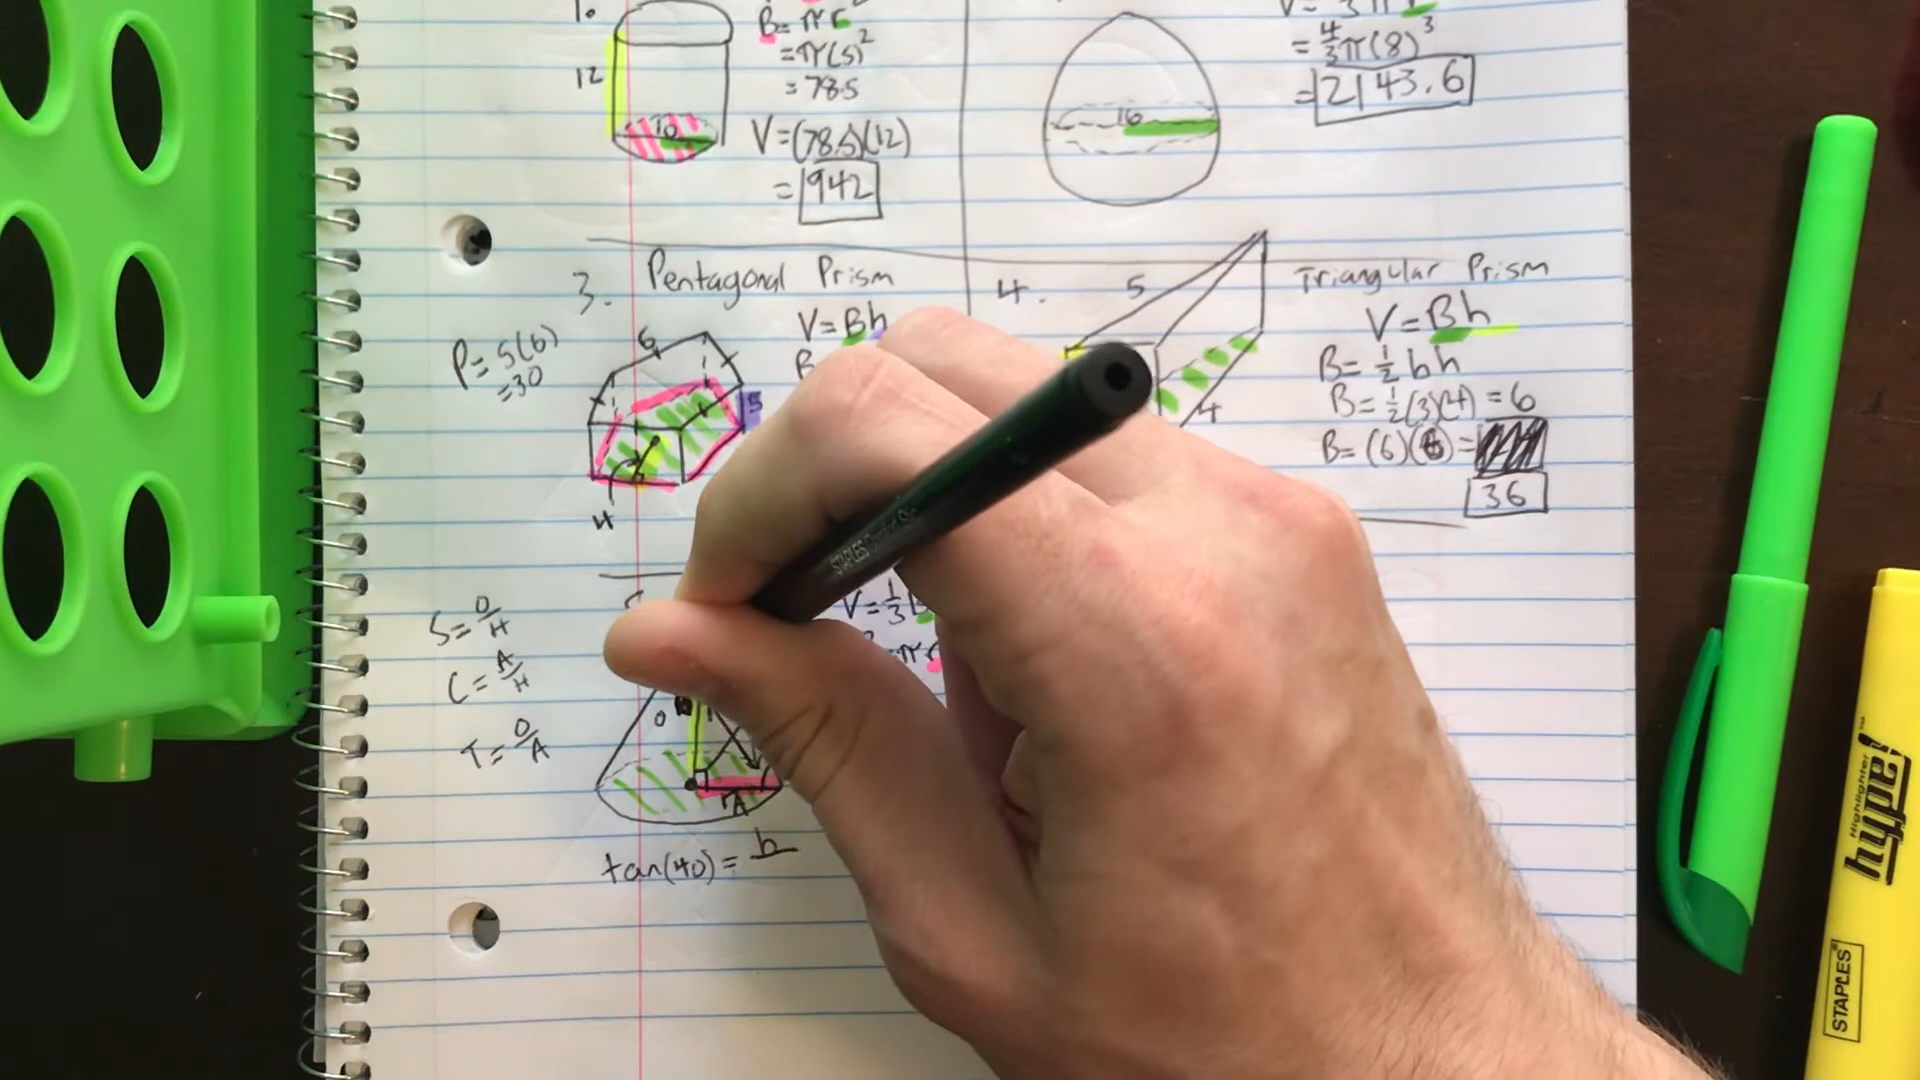 1.
B = πr²
= π(5)²
12
= 78.5
10
V = (78.5)(12)
= 942
= 4/3 π(8)³
= 2143.6
16
3. Pentagonal Prism
V = Bh
B
P = 5(6)
= 30
6
5
4
4. 5
Triangular Prism
V = Bh
B = 1/2 bh
B = 1/2 (3)(4) = 6
B = (6)(6) =
36
4
S = O/H
C = A/H
T = O/A
V = 1/3
πr
O
7A
tan(40) = h
STAPLES
Highlighter
STAPLES